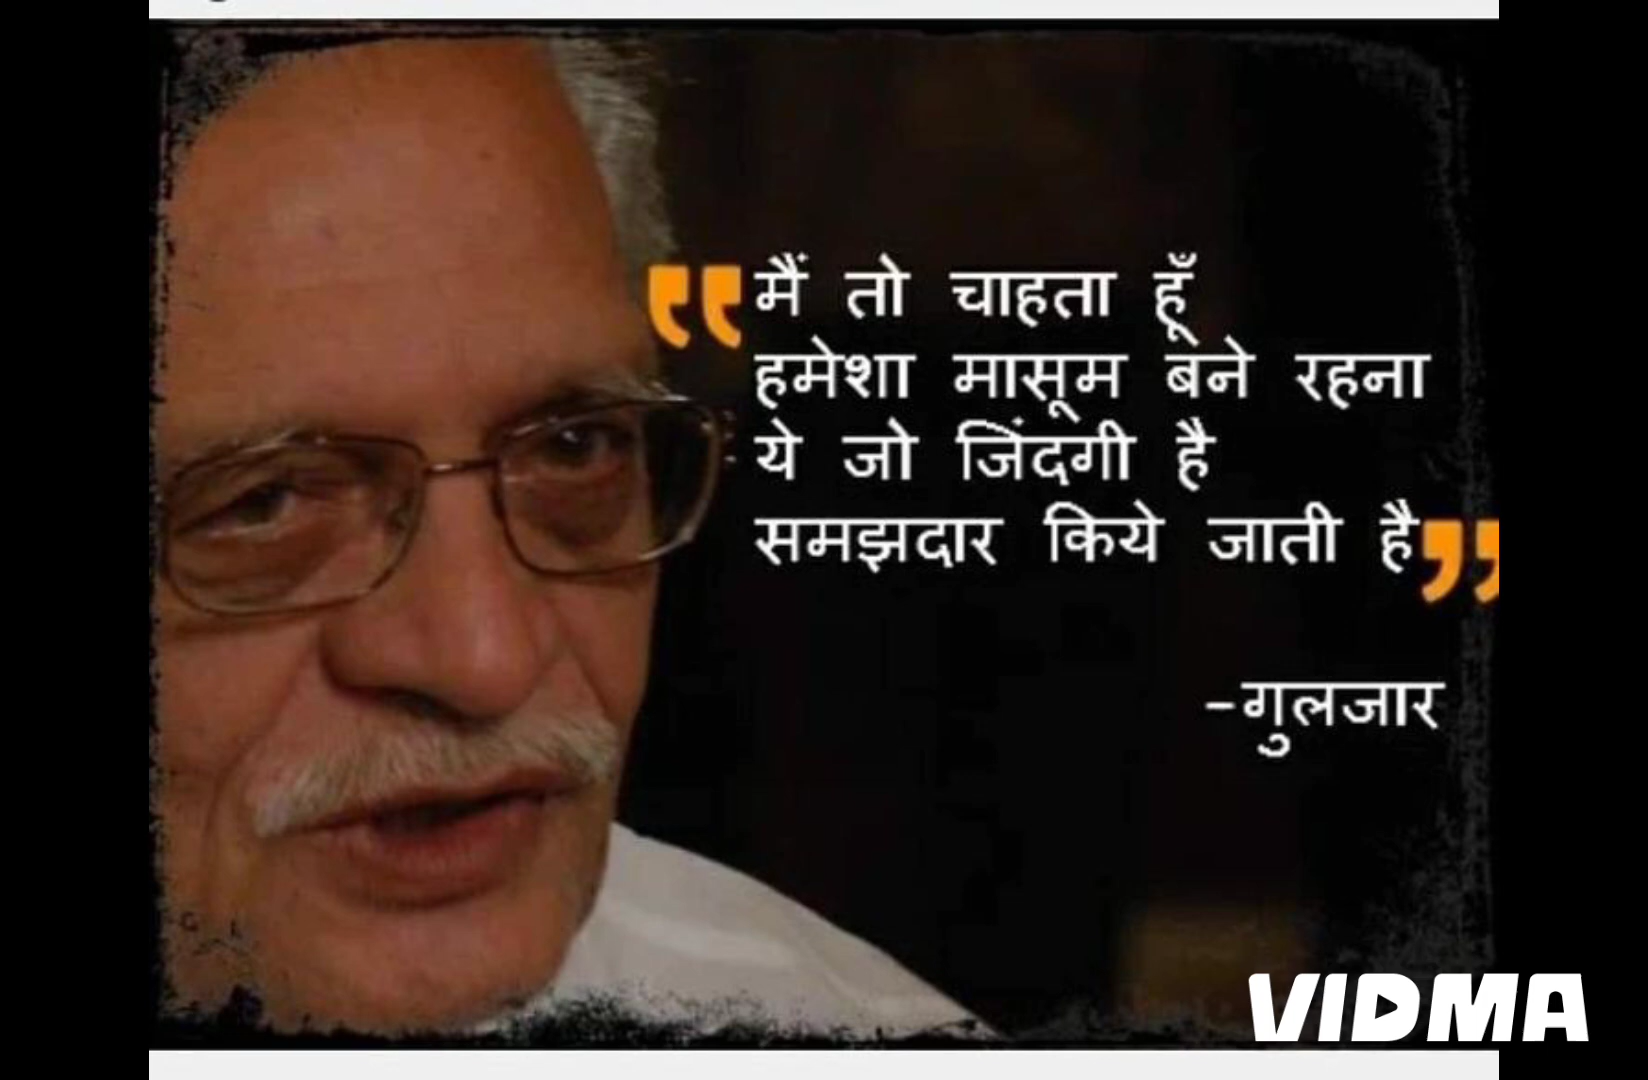 मैं तो चाहता हूँ
हमेशा मासूम बने रहना
ये जो जिंदगी है
समझदार किये जाती है
-गुलजार
VIDMA